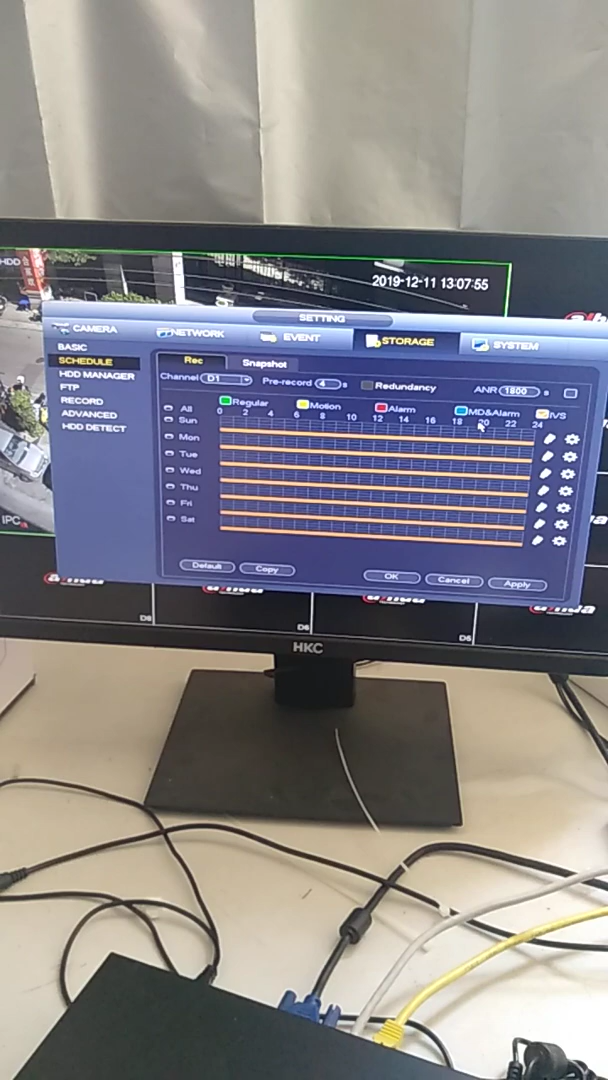 HDD
2019-12-11 13:07:55
SETTING
CAMERA NETWORK EVENT STORAGE SYSTEM
BASIC
SCHEDULE
HDD MANAGER
FTP
RECORD
ADVANCED
HDD DETECT
Rec Snapshot
Channel D1 Pre-record 4 s Redundancy ANR 1800 s
All Regular Motion Alarm MD&Alarm IVS
0 2 4 6 8 10 12 14 16 18 20 22 24
Sun
Mon
Tue
Wed
Thu
Fri
Sat
Default Copy OK Cancel Apply
IPC
D6
D5
HKC